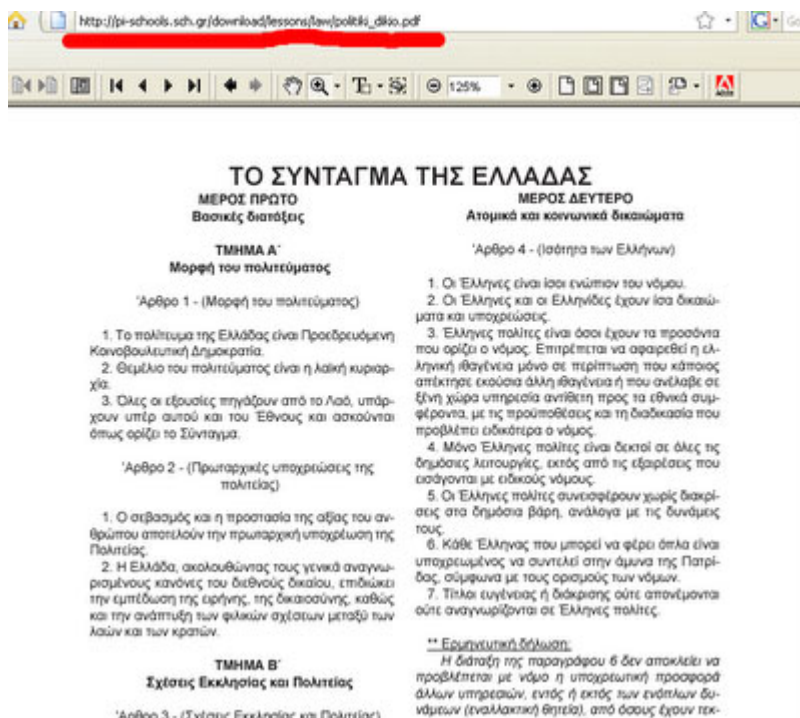 http://pi-schools.sch.gr/download/lessons/law/politiki_dikio.pdf
125%
ΤΟ ΣΥΝΤΑΓΜΑ ΤΗΣ ΕΛΛΑΔΑΣ
ΜΕΡΟΣ ΠΡΩΤΟ
Βασικές διατάξεις
ΤΜΗΜΑ Α΄
Μορφή του πολιτεύματος
'Αρθρο 1 - (Μορφή του πολιτεύματος)
1. Το πολίτευμα της Ελλάδας είναι Προεδρευόμενη
Κοινοβουλευτική Δημοκρατία.
2. Θεμέλιο του πολιτεύματος είναι η λαϊκή κυριαρ-
χία.
3. Όλες οι εξουσίες πηγάζουν από το Λαό, υπάρ-
χουν υπέρ αυτού και του Έθνους και ασκούνται
όπως ορίζει το Σύνταγμα.
'Αρθρο 2 - (Πρωταρχικές υποχρεώσεις της
πολιτείας)
1. Ο σεβασμός και η προστασία της αξίας του αν-
θρώπου αποτελούν την πρωταρχική υποχρέωση της
Πολιτείας.
2. Η Ελλάδα, ακολουθώντας τους γενικά αναγνω-
ρισμένους κανόνες του διεθνούς δικαίου, επιδιώκει
την εμπέδωση της ειρήνης, της δικαιοσύνης, καθώς
και την ανάπτυξη των φιλικών σχέσεων μεταξύ των
λαών και των κρατών.
ΤΜΗΜΑ Β΄
Σχέσεις Εκκλησίας και Πολιτείας
'Αρθρο 3 - (Σχέσεις Εκκλησίας και Πολιτείας)
ΜΕΡΟΣ ΔΕΥΤΕΡΟ
Ατομικά και κοινωνικά δικαιώματα
'Αρθρο 4 - (Ισότητα των Ελλήνων)
1. Οι Έλληνες είναι ίσοι ενώπιον του νόμου.
2. Οι Έλληνες και οι Ελληνίδες έχουν ίσα δικαιώ-
ματα και υποχρεώσεις.
3. Έλληνες πολίτες είναι όσοι έχουν τα προσόντα
που ορίζει ο νόμος. Επιτρέπεται να αφαιρεθεί η ελ-
ληνική ιθαγένεια μόνο σε περίπτωση που κάποιος
απέκτησε εκούσια άλλη ιθαγένεια ή που ανέλαβε σε
ξένη χώρα υπηρεσία αντίθετη προς τα εθνικά συμ-
φέροντα, με τις προϋποθέσεις και τη διαδικασία που
προβλέπει ειδικότερα ο νόμος.
4. Μόνο Έλληνες πολίτες είναι δεκτοί σε όλες τις
δημόσιες λειτουργίες, εκτός από τις εξαιρέσεις που
εισάγονται με ειδικούς νόμους.
5. Οι Έλληνες πολίτες συνεισφέρουν χωρίς διακρί-
σεις στα δημόσια βάρη, ανάλογα με τις δυνάμεις
τους.
6. Κάθε Έλληνας που μπορεί να φέρει όπλα είναι
υποχρεωμένος να συντελεί στην άμυνα της Πατρί-
δας, σύμφωνα με τους ορισμούς των νόμων.
7. Τίτλοι ευγένειας ή διάκρισης ούτε απονέμονται
ούτε αναγνωρίζονται σε Έλληνες πολίτες.
** Ερμηνευτική δήλωση:
Η διάταξη της παραγράφου 6 δεν αποκλείει να
προβλέπεται με νόμο η υποχρεωτική προσφορά
άλλων υπηρεσιών, εντός ή εκτός των ενόπλων δυ-
νάμεων (εναλλακτική θητεία), από όσους έχουν τεκ-